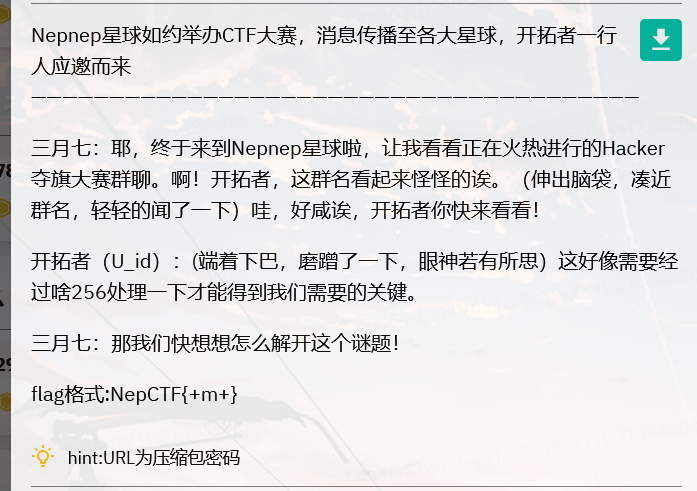 Nepnep星球如约举办CTF大赛，消息传播至各大星球，开拓者一行
人应邀而来
———————————————————————————————————————
三月七：耶，终于来到Nepnep星球啦，让我看看正在火热进行的Hacker
夺旗大赛群聊。啊！开拓者，这群名看起来怪怪的诶。（伸出脑袋，凑近
群名，轻轻的闻了一下）哇，好咸诶，开拓者你快来看看！
开拓者（U_id）：（端着下巴，磨蹭了一下，眼神若有所思）这好像需要经
过啥256处理一下才能得到我们需要的关键。
三月七：那我们快想想怎么解开这个谜题！
flag格式:NepCTF{+m+}
hint:URL为压缩包密码